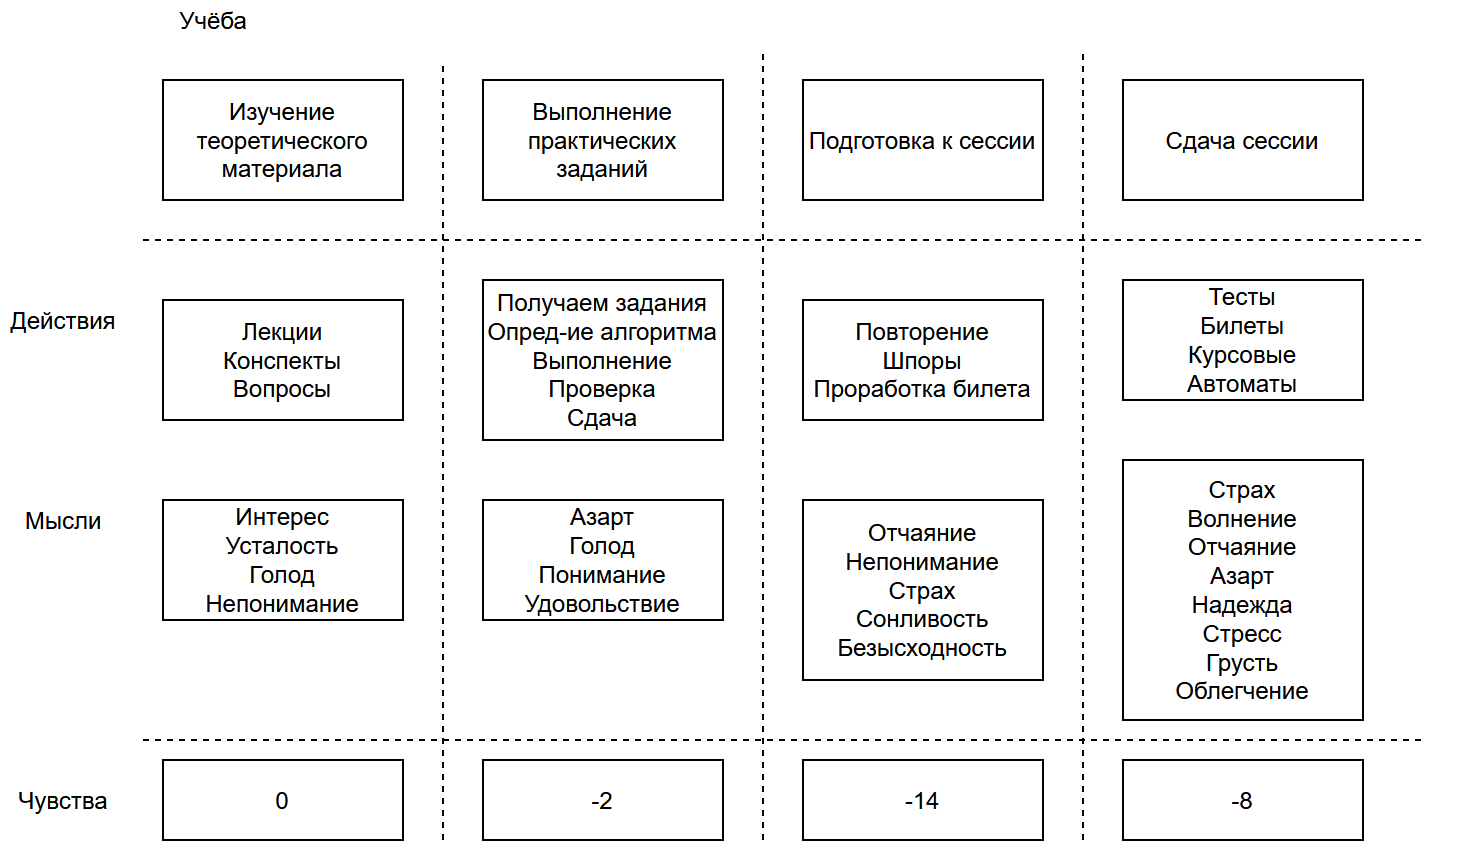 Учёба
Изучение
теоретического
материала
Выполнение
практических
заданий
Подготовка к сессии
Сдача сессии
Действия
Лекции
Конспекты
Вопросы
Получаем задания
Опред-ие алгоритма
Выполнение
Проверка
Сдача
Повторение
Шпоры
Проработка билета
Тесты
Билеты
Курсовые
Автоматы
Мысли
Интерес
Усталость
Голод
Непонимание
Азарт
Голод
Понимание
Удовольствие
Отчаяние
Непонимание
Страх
Сонливость
Безысходность
Страх
Волнение
Отчаяние
Азарт
Надежда
Стресс
Грусть
Облегчение
Чувства
0
-2
-14
-8